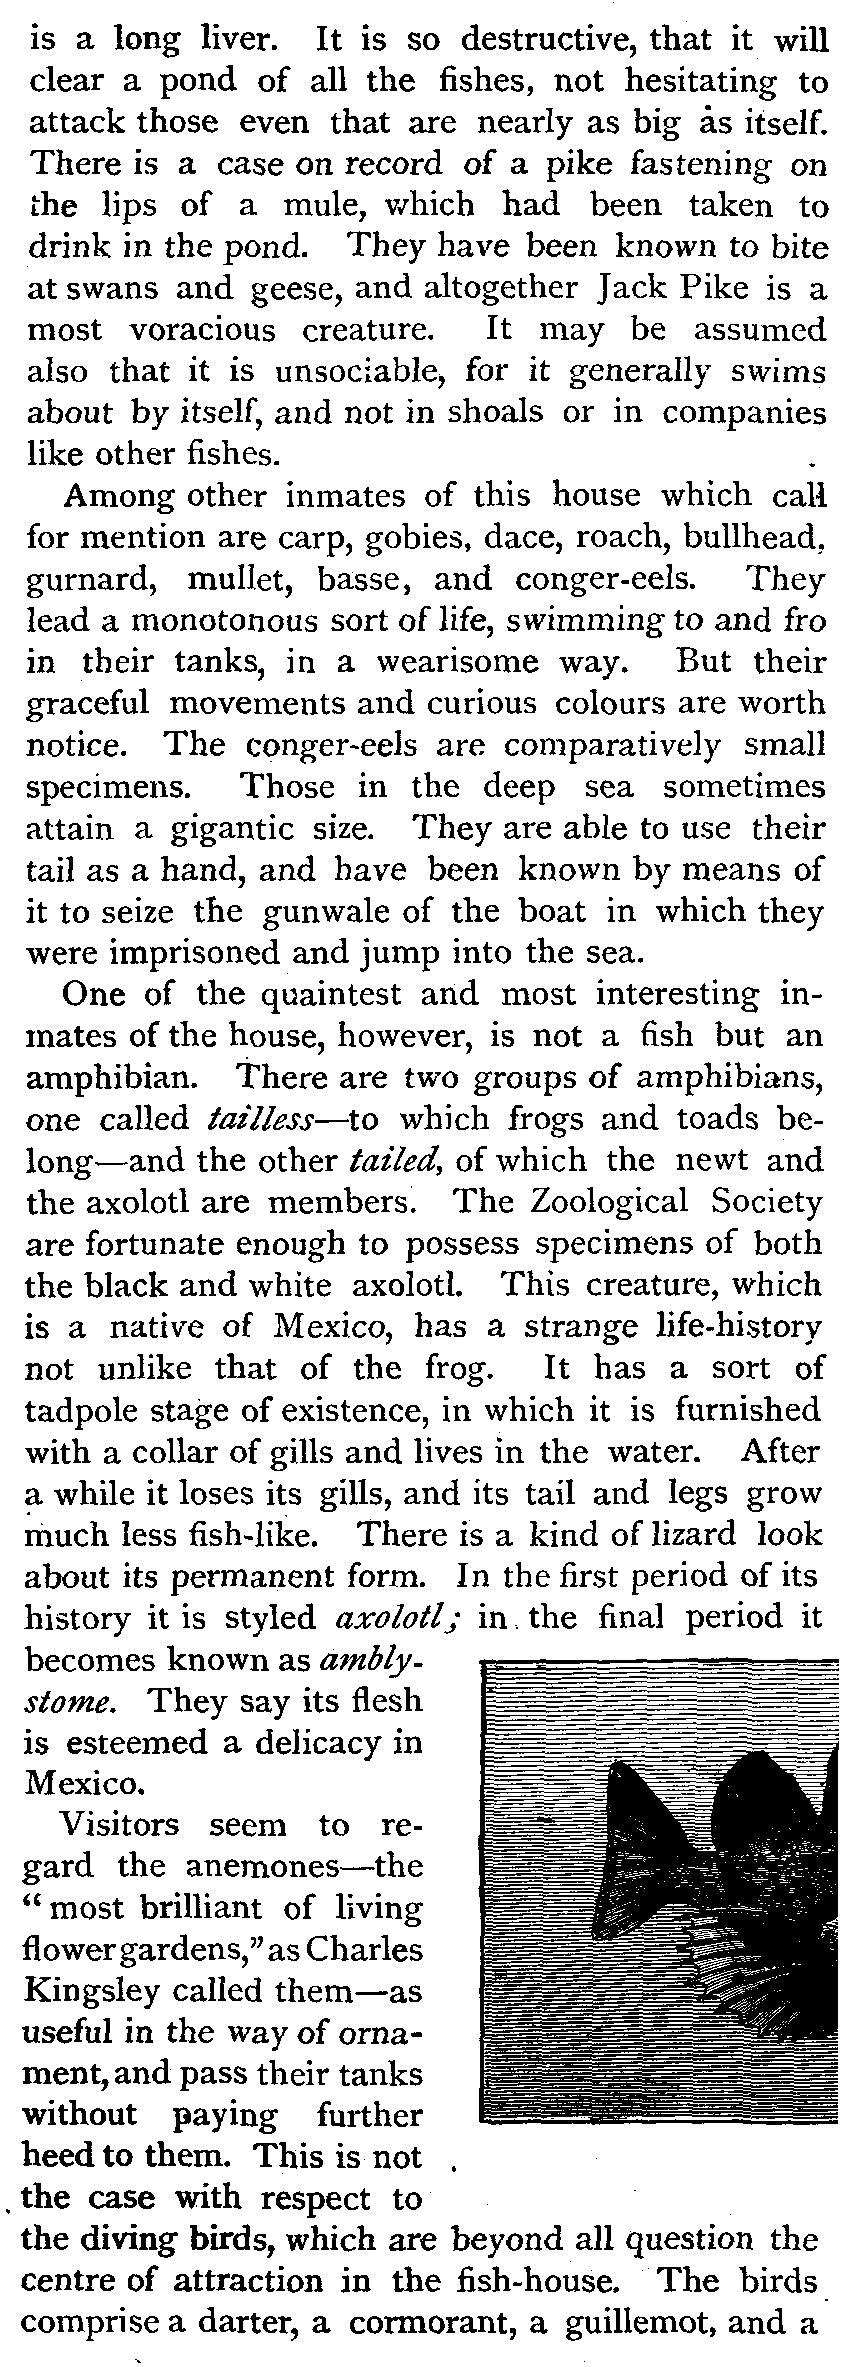 is a long liver. It is so destructive, that it will
clear a pond of all the fishes, not hesitating to
attack those even that are nearly as big as itself.
There is a case on record of a pike fastening on
the lips of a mule, which had been taken to
drink in the pond. They have been known to bite
at swans and geese, and altogether Jack Pike is a
most voracious creature. It may be assumed
also that it is unsociable, for it generally swims
about by itself, and not in shoals or in companies
like other fishes.
Among other inmates of this house which call
for mention are carp, gobies, dace, roach, bullhead,
gurnard, mullet, basse, and conger-eels. They
lead a monotonous sort of life, swimming to and fro
in their tanks, in a wearisome way. But their
graceful movements and curious colours are worth
notice. The conger-eels are comparatively small
specimens. Those in the deep sea sometimes
attain a gigantic size. They are able to use their
tail as a hand, and have been known by means of
it to seize the gunwale of the boat in which they
were imprisoned and jump into the sea.
One of the quaintest and most interesting in-
mates of the house, however, is not a fish but an
amphibian. There are two groups of amphibians,
one called tailless—to which frogs and toads be-
long—and the other tailed, of which the newt and
the axolotl are members. The Zoological Society
are fortunate enough to possess specimens of both
the black and white axolotl. This creature, which
is a native of Mexico, has a strange life-history
not unlike that of the frog. It has a sort of
tadpole stage of existence, in which it is furnished
with a collar of gills and lives in the water. After
a while it loses its gills, and its tail and legs grow
much less fish-like. There is a kind of lizard look
about its permanent form. In the first period of its
history it is styled axolotl; in the final period it
becomes known as ambly-
stome. They say its flesh
is esteemed a delicacy in
Mexico.
Visitors seem to re-
gard the anemones—the
“most brilliant of living
flower gardens,” as Charles
Kingsley called them—as
useful in the way of orna-
ment, and pass their tanks
without paying further
heed to them. This is not
the case with respect to
the diving birds, which are beyond all question the
centre of attraction in the fish-house. The birds
comprise a darter, a cormorant, a guillemot, and a